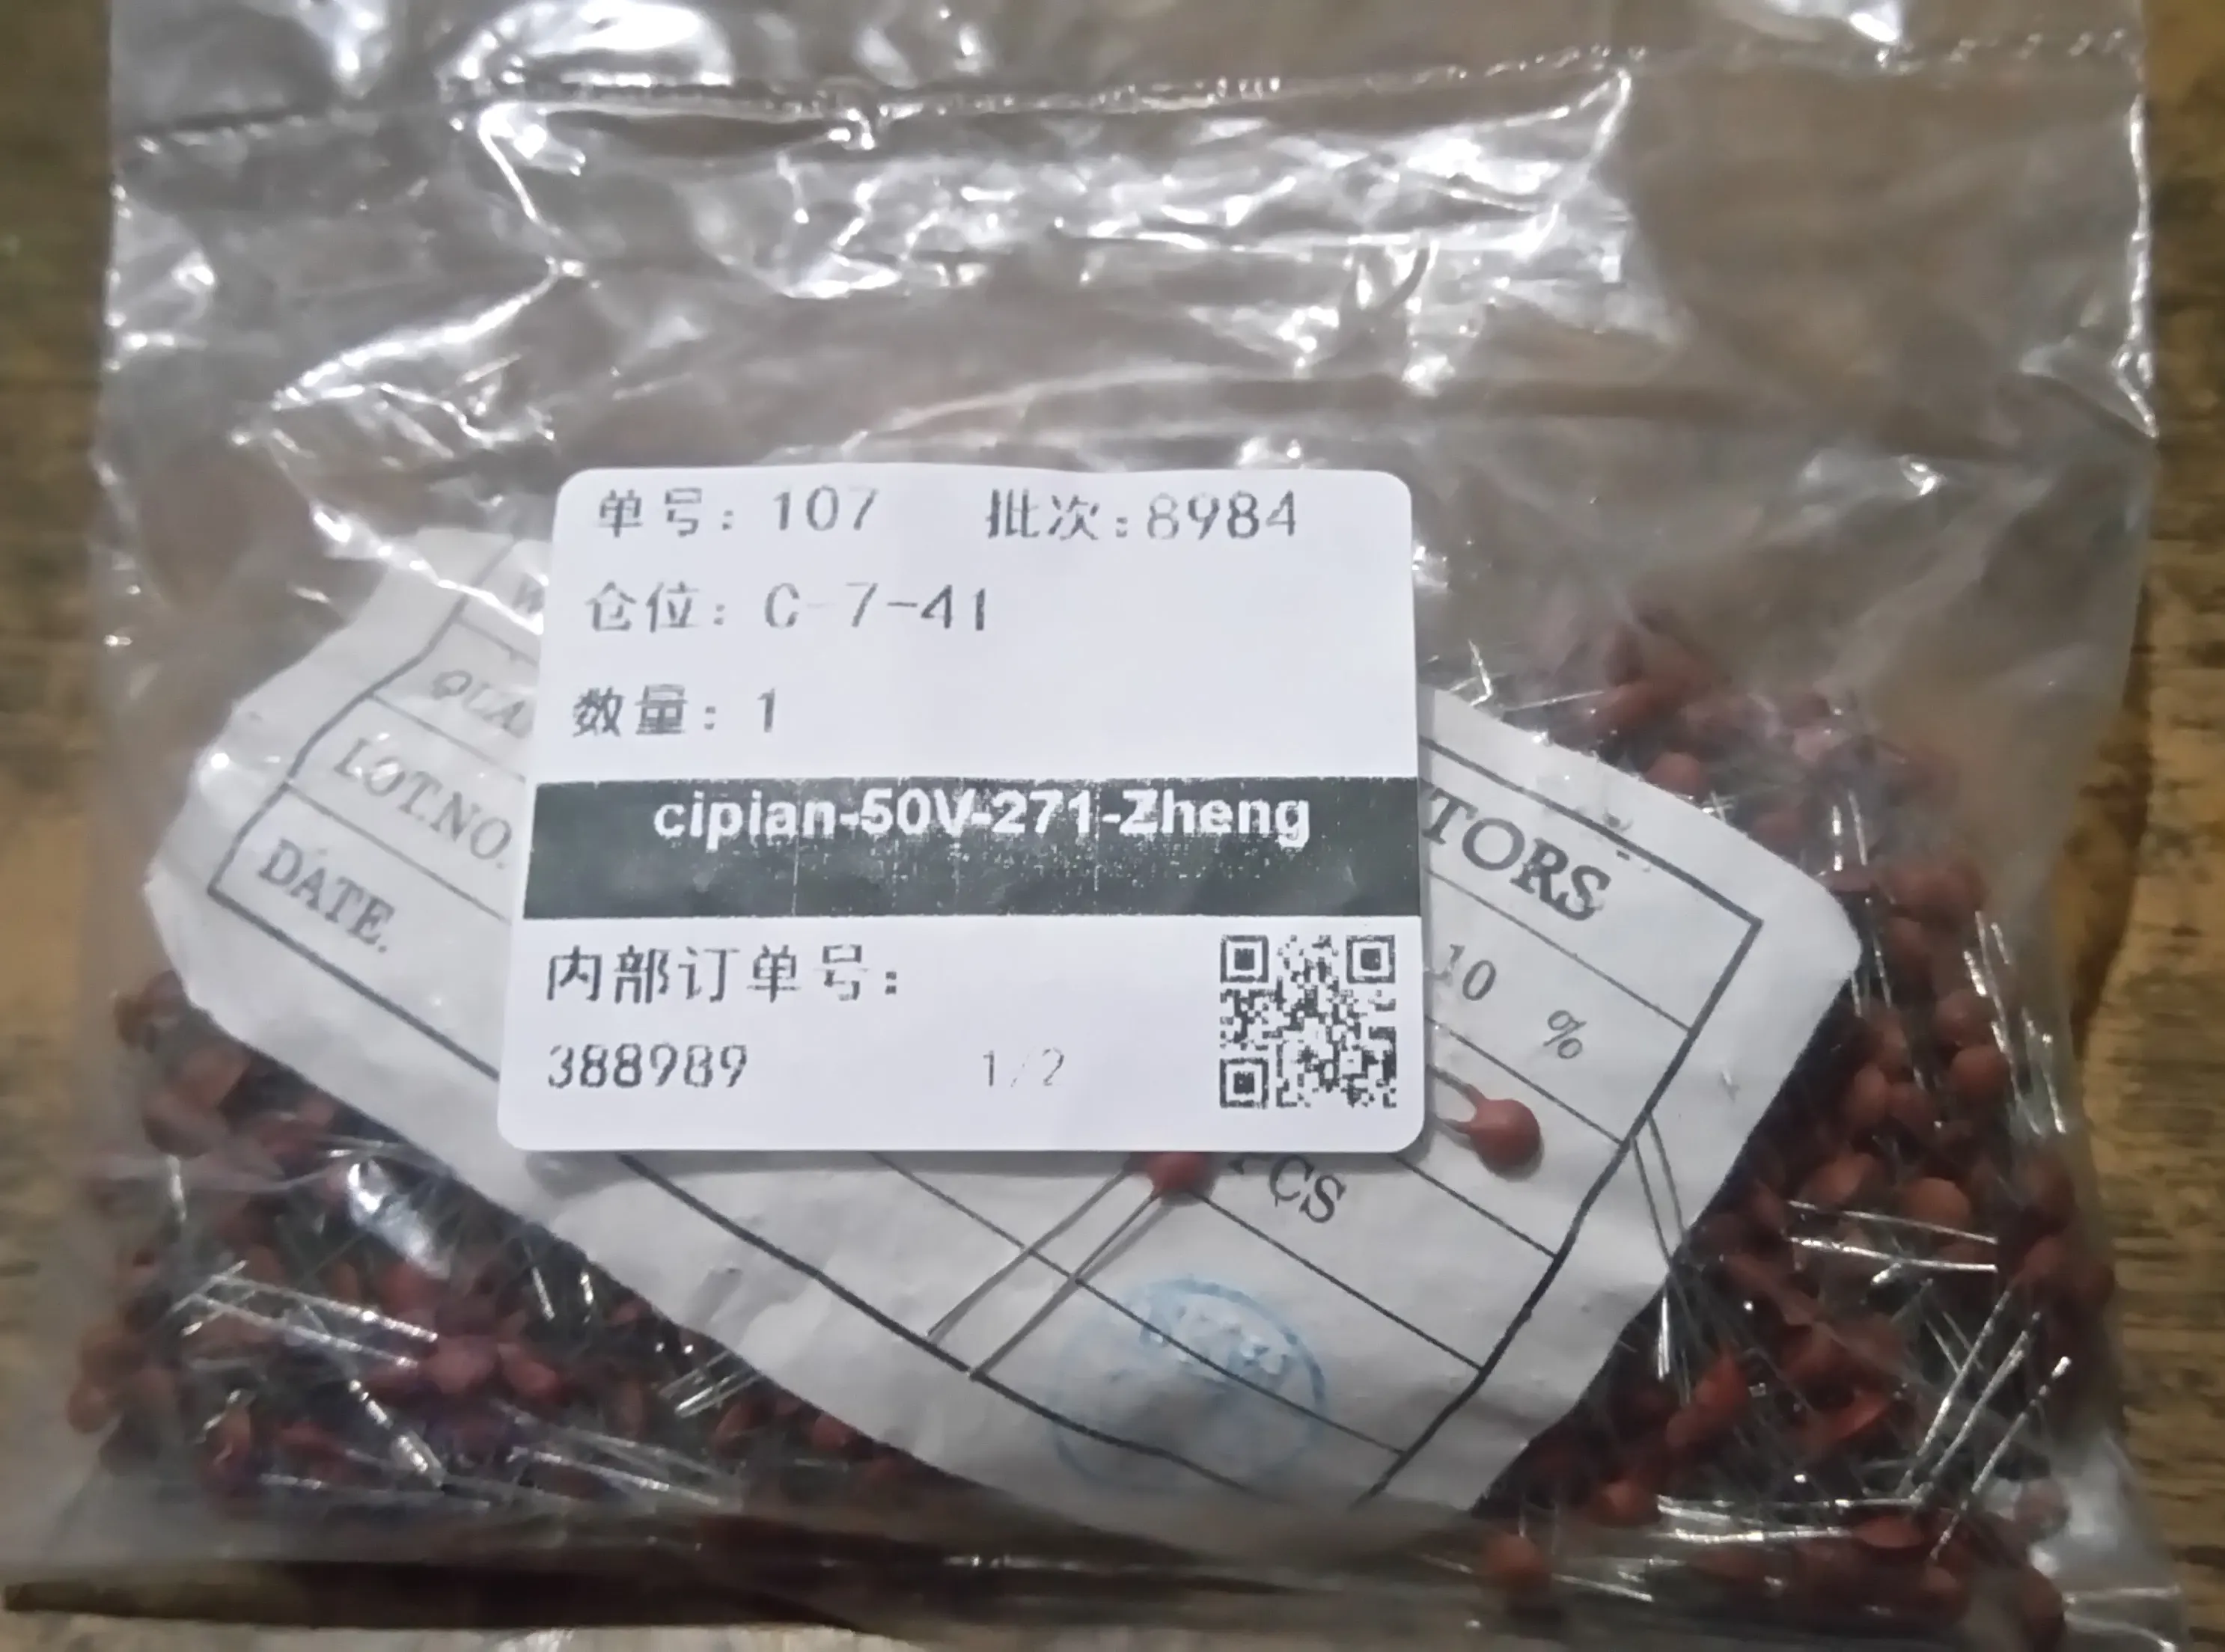 单号: 107 批次:8984
仓位: C-7-41
数量: 1
cipian-50V-271-Zheng
内部订单号:
388989 1/2
LOT.NO.
DATE.
10 %